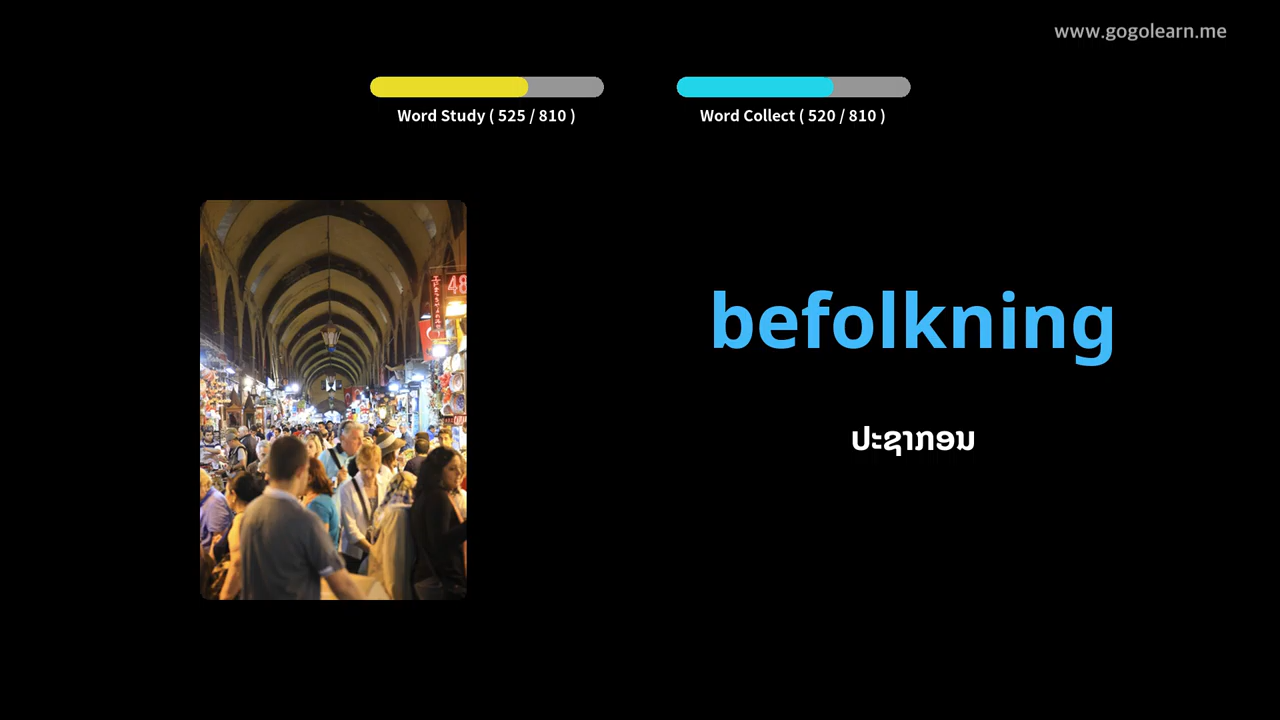 www.gogolearn.me
Word Study ( 525 / 810 )
Word Collect ( 520 / 810 )
48
befolkning
ປະຊາກອນ